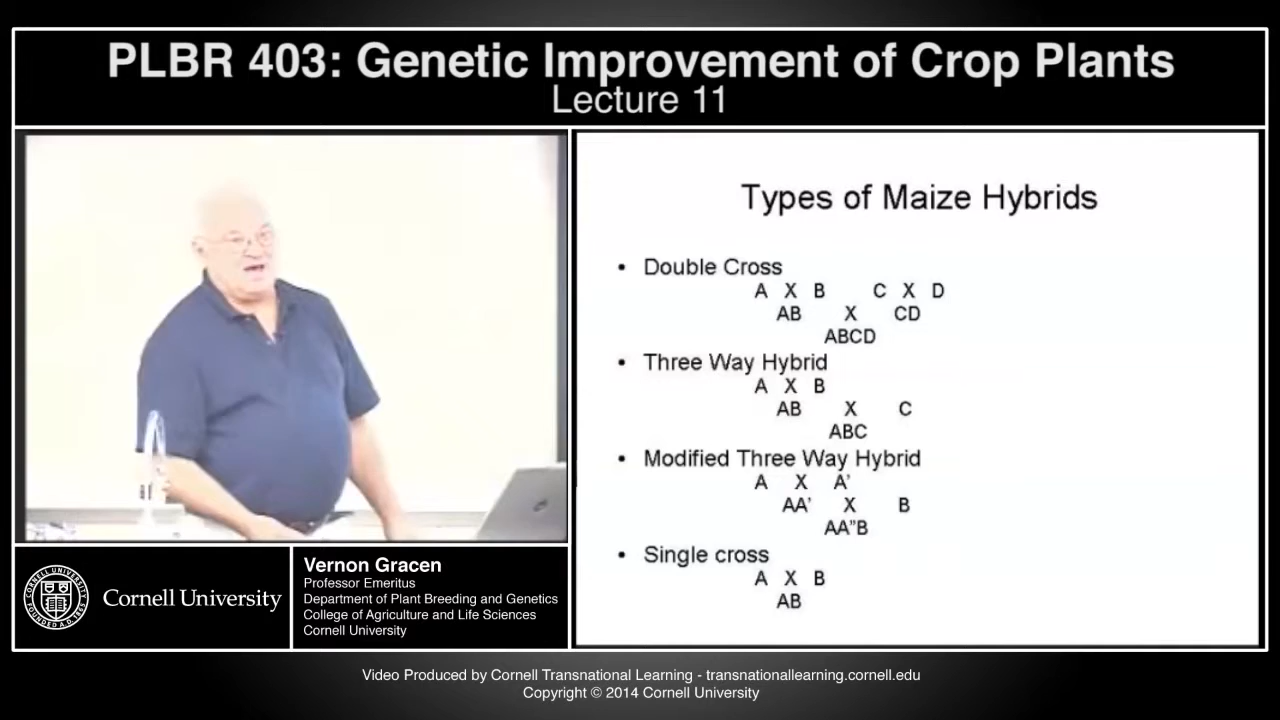 PLBR 403: Genetic Improvement of Crop Plants
Lecture 11
Types of Maize Hybrids
• Double Cross
A X B C X D
AB X CD
ABCD
• Three Way Hybrid
A X B
AB X C
ABC
• Modified Three Way Hybrid
A X A'
AA' X B
AA"B
• Single cross
A X B
AB
Cornell University
Vernon Gracen
Professor Emeritus
Department of Plant Breeding and Genetics
College of Agriculture and Life Sciences
Cornell University
Video Produced by Cornell Transnational Learning - transnationallearning.cornell.edu
Copyright © 2014 Cornell University